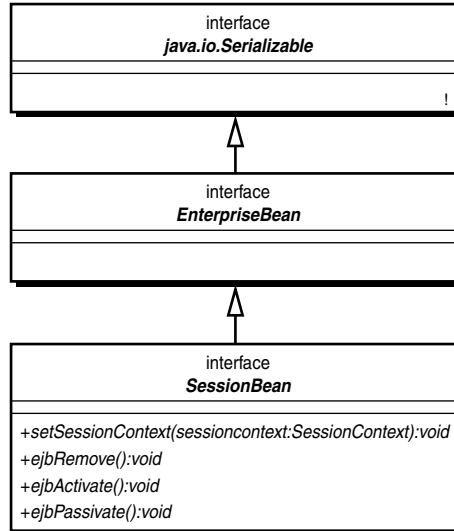 interface
java.io.Serializable
!
interface
EnterpriseBean
interface
SessionBean
+setSessionContext(sessioncontext:SessionContext):void
+ejbRemove():void
+ejbActivate():void
+ejbPassivate():void